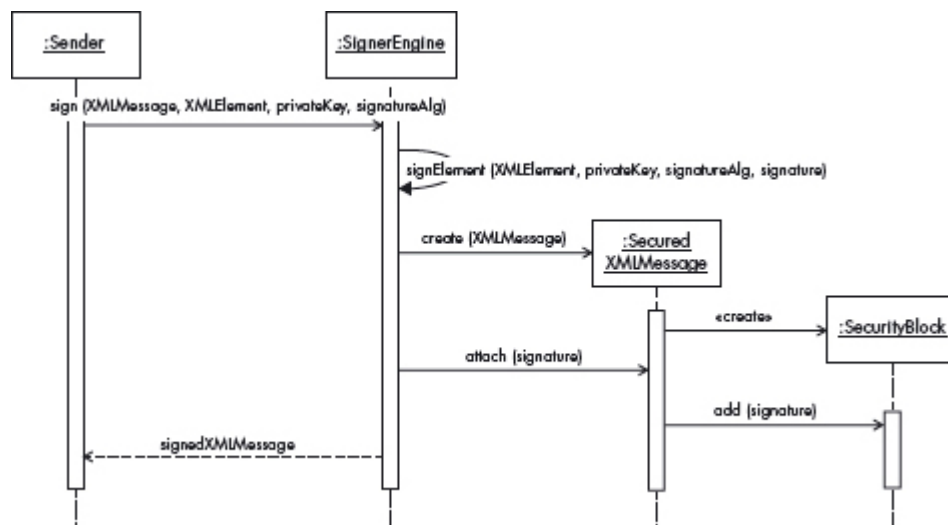 :Sender
:SignerEngine
sign (XMLMessage, XMLElement, privateKey, signatureAlg)
signElement (XMLElement, privateKey, signatureAlg, signature)
create (XMLMessage)
:Secured
XMLMessage
«create»
:SecurityBlock
attach (signature)
add (signature)
signedXMLMessage